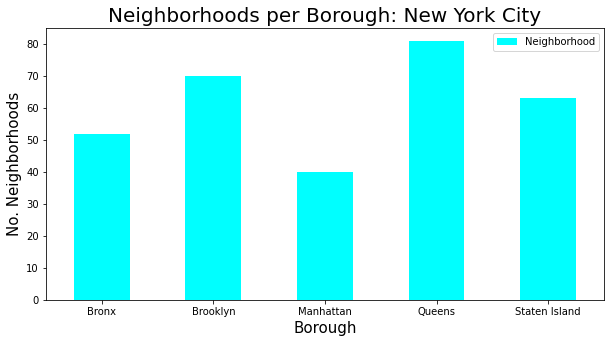 Neighborhoods per Borough: New York City
Neighborhood
No. Neighborhoods
80
70
60
50
40
30
20
10
0
Bronx Brooklyn Manhattan Queens Staten Island
Borough